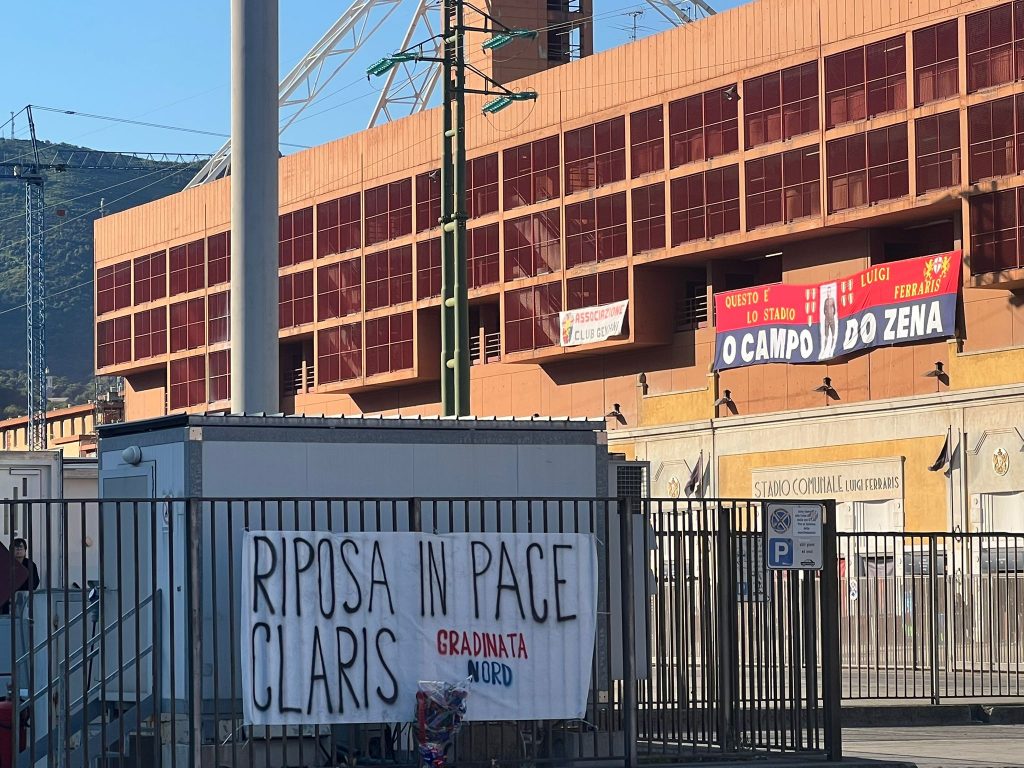 QUESTO È
LO STADIO
LUIGI
FERRARIS
O CAMPO DO ZENA
ASSOCIAZIONE
CLUB GENOANI
STADIO COMUNALE LUIGI FERRARIS
RIPOSA IN PACE
CLARIS
GRADINATA
NORD
P